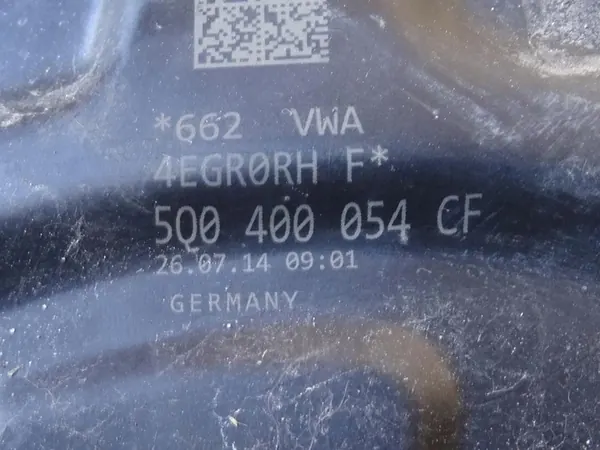 *662 VWA
4EGR0RH F*
5Q0 400 054 CF
26.07.14 09:01
GERMANY